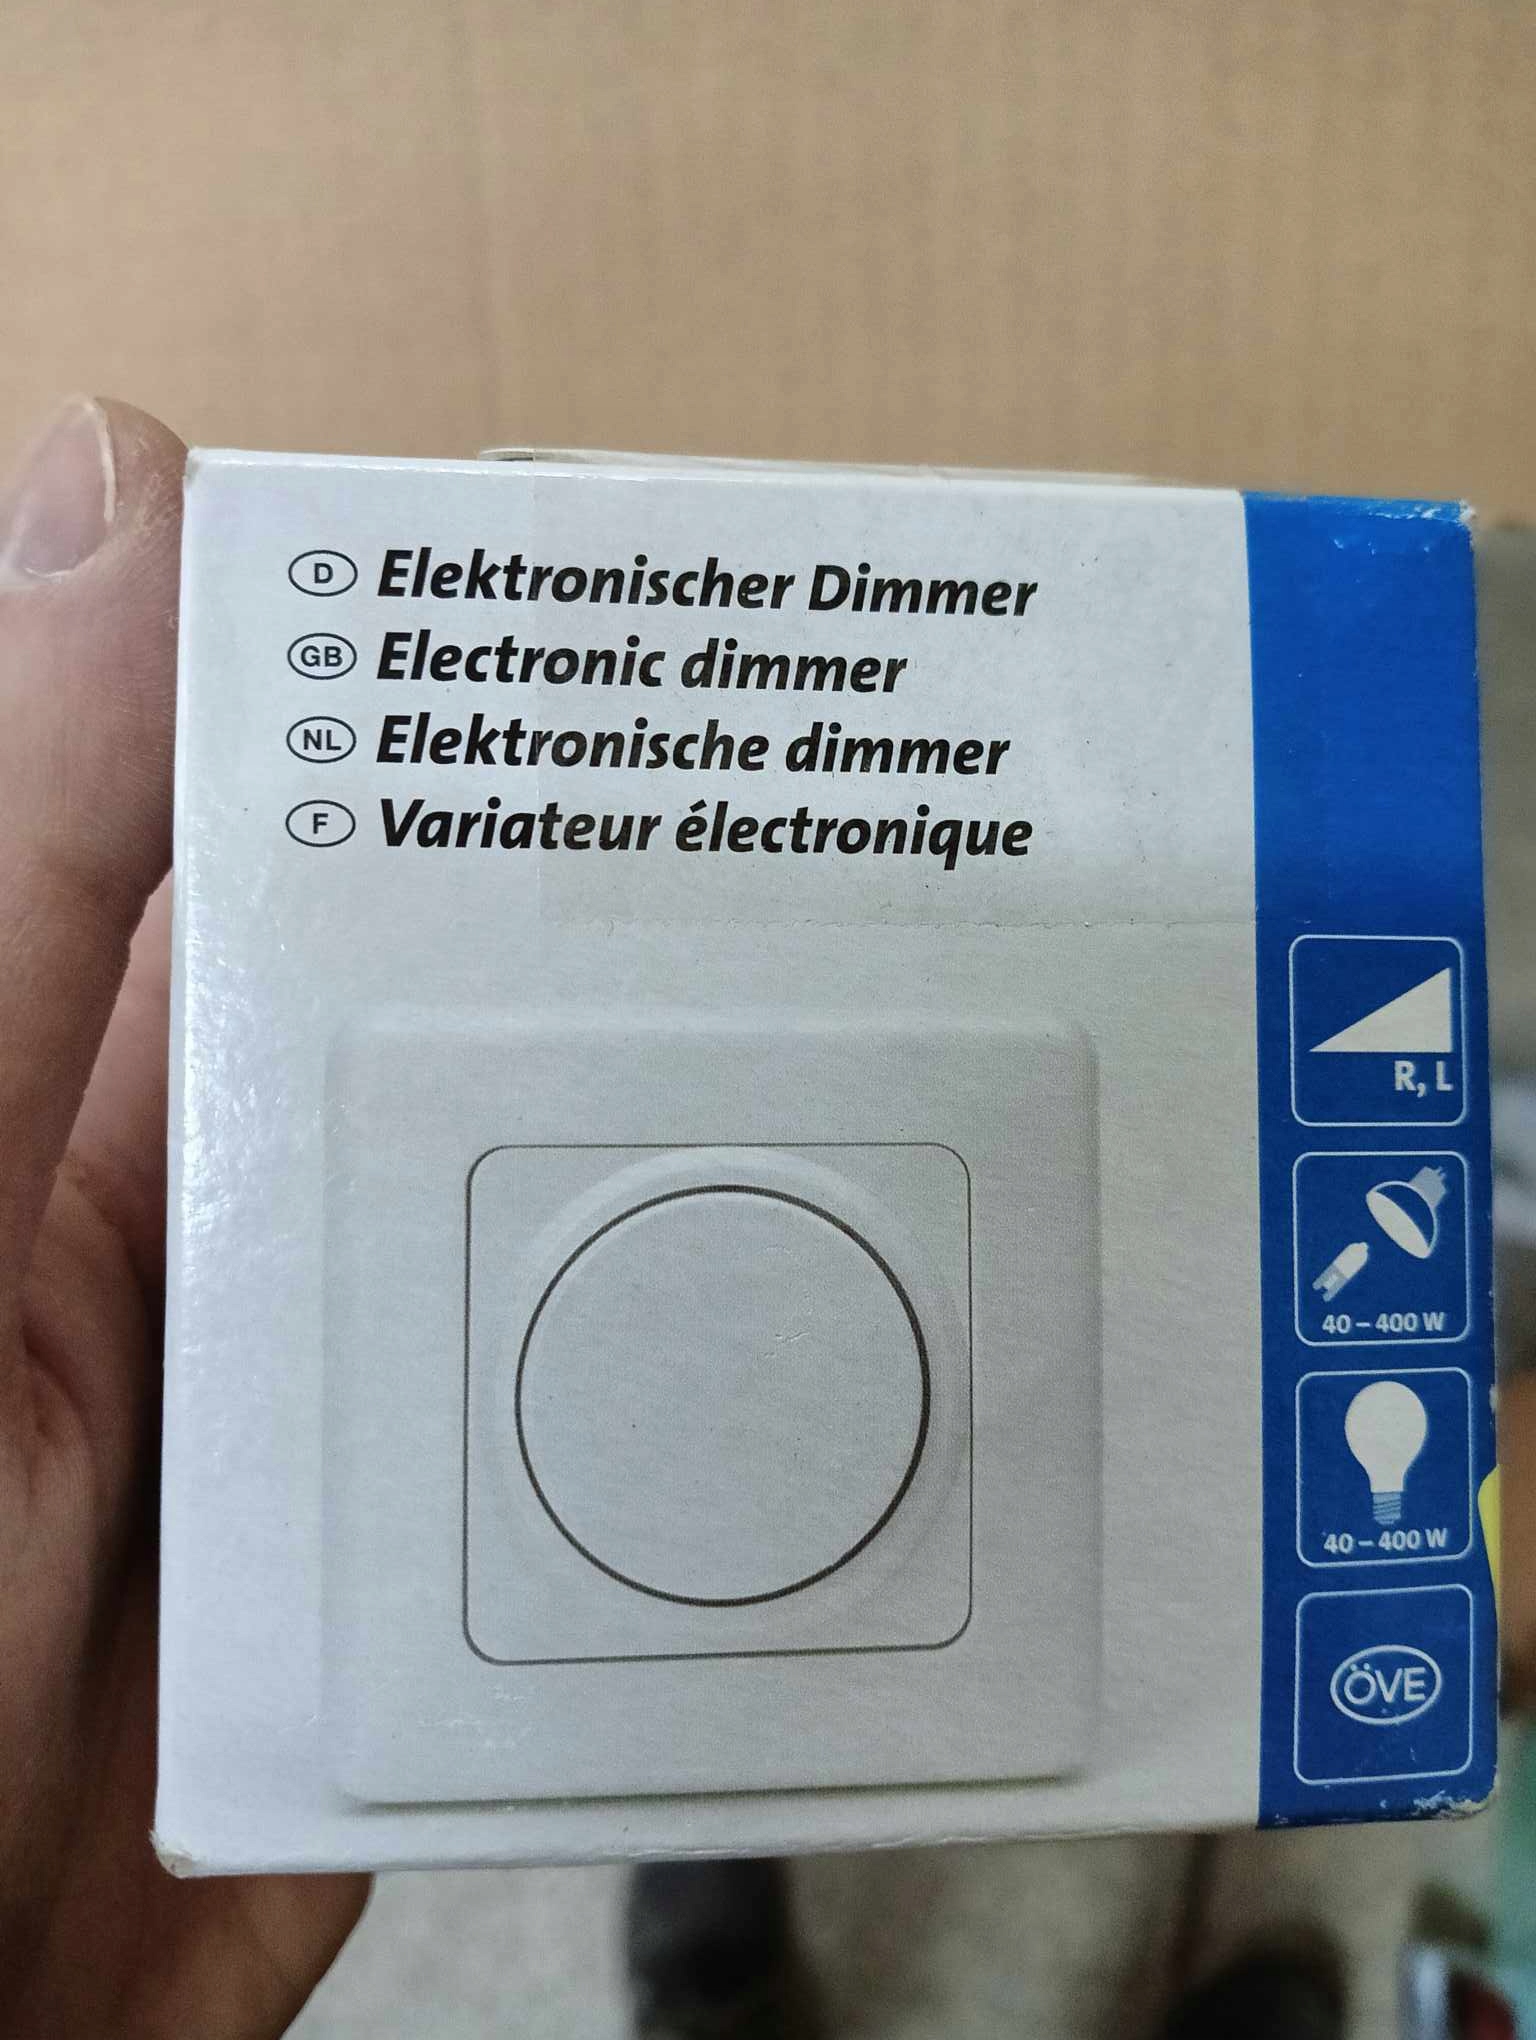 D Elektronischer Dimmer
GB Electronic dimmer
NL Elektronische dimmer
F Variateur électronique
R, L
40 – 400 W
40 – 400 W
ÖVE